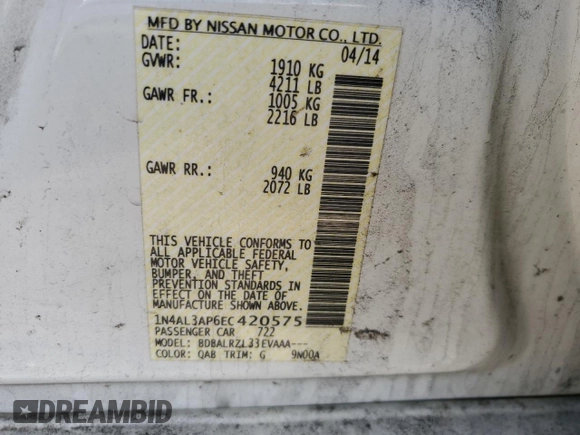 MFD BY NISSAN MOTOR CO., LTD.
DATE: 04/14
GVWR: 1910 KG
4211 LB
GAWR FR.: 1005 KG
2216 LB
GAWR RR.: 940 KG
2072 LB
THIS VEHICLE CONFORMS TO
ALL APPLICABLE FEDERAL
MOTOR VEHICLE SAFETY,
BUMPER, AND THEFT
PREVENTION STANDARDS IN
EFFECT ON THE DATE OF
MANUFACTURE SHOWN ABOVE.
1N4AL3AP6EC420575
PASSENGER CAR 722
MODEL: BDBALRZL33EVAAA---
COLOR: QAB TRIM: G 9N00A
DREAMBID